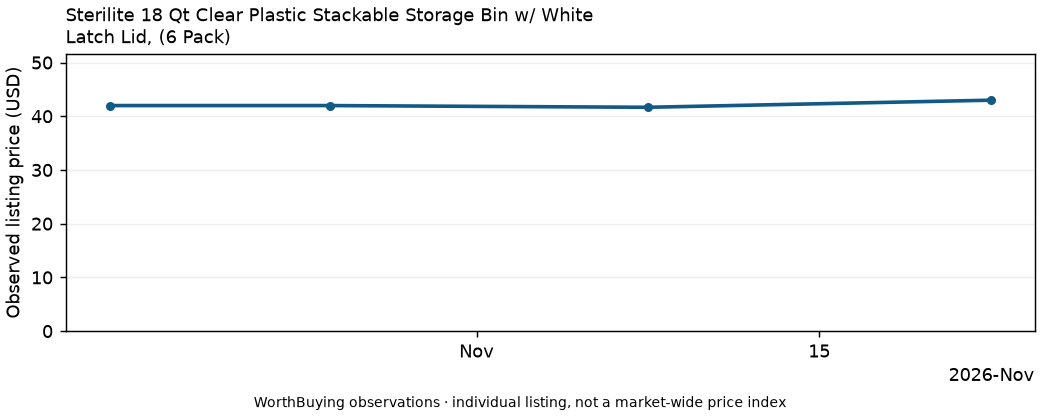 Sterilite 18 Qt Clear Plastic Stackable Storage Bin w/ White
Latch Lid, (6 Pack)
Observed listing price (USD)
50
40
30
20
10
0
Nov
15
2026-Nov
WorthBuying observations · individual listing, not a market-wide price index